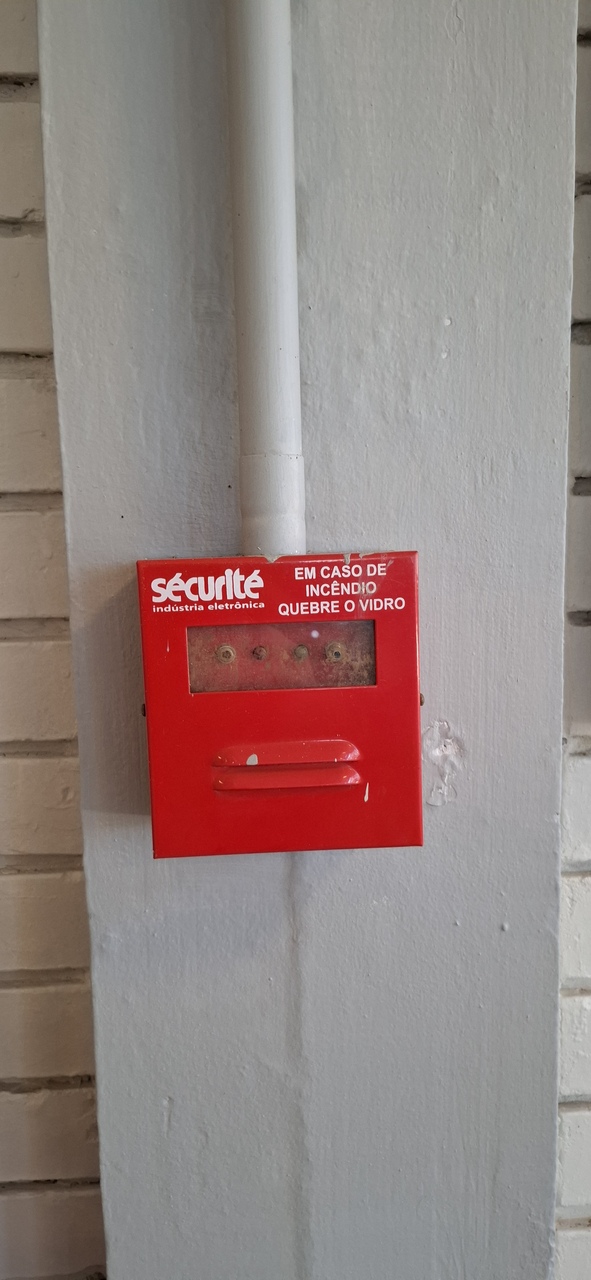 sécurité
indústria eletrônica
EM CASO DE
INCÊNDIO
QUEBRE O VIDRO